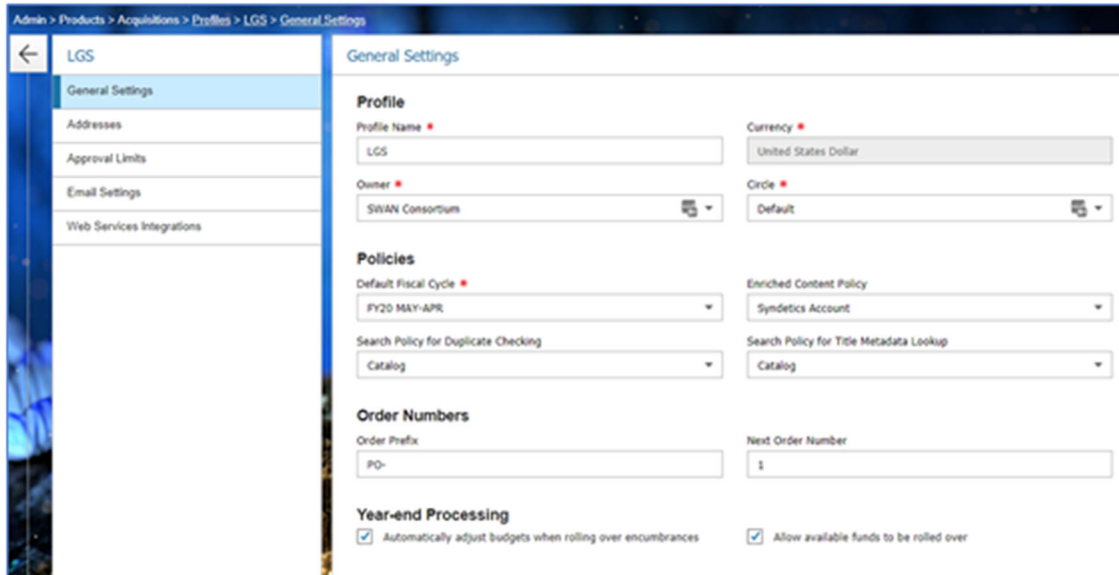 Admin > Products > Acquisitions > Profiles > LGS > General Settings
LGS
General Settings
Addresses
Approval Limits
Email Settings
Web Services Integrations
General Settings
Profile
Profile Name * Currency *
LGS United States Dollar
Owner * Circle *
SWAN Consortium Default
Policies
Default Fiscal Cycle * Enriched Content Policy
FY20 MAY-APR Syndetics Account
Search Policy for Duplicate Checking Search Policy for Title Metadata Lookup
Catalog Catalog
Order Numbers
Order Prefix Next Order Number
PO- 1
Year-end Processing
Automatically adjust budgets when rolling over encumbrances Allow available funds to be rolled over